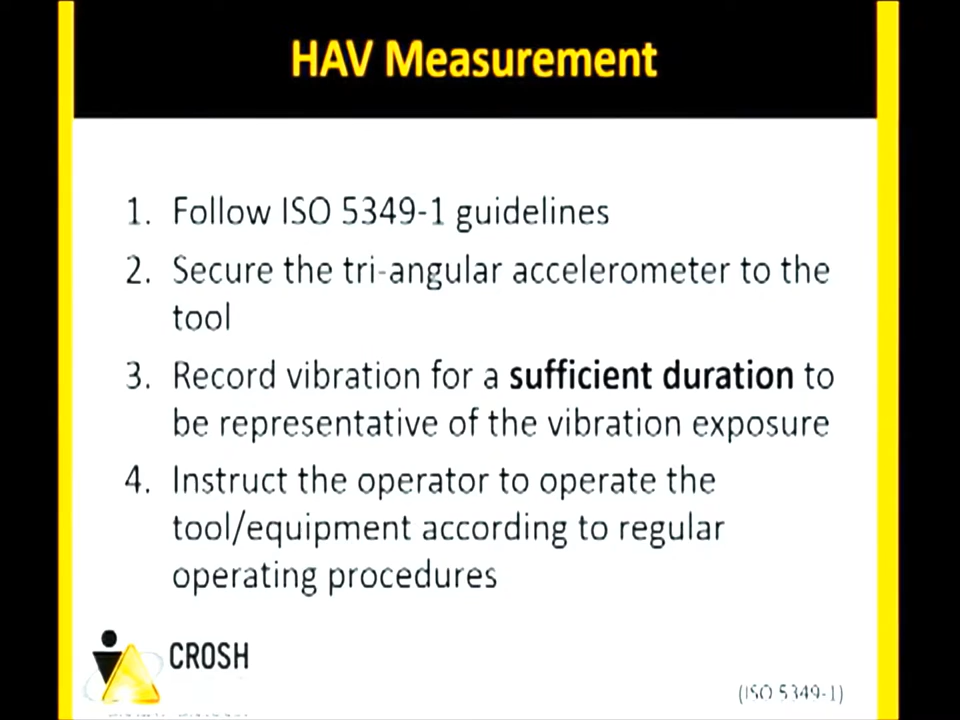 HAV Measurement
1. Follow ISO 5349-1 guidelines
2. Secure the tri-angular accelerometer to the
tool
3. Record vibration for a sufficient duration to
be representative of the vibration exposure
4. Instruct the operator to operate the
tool/equipment according to regular
operating procedures
CROSH
(ISO 5349-1)